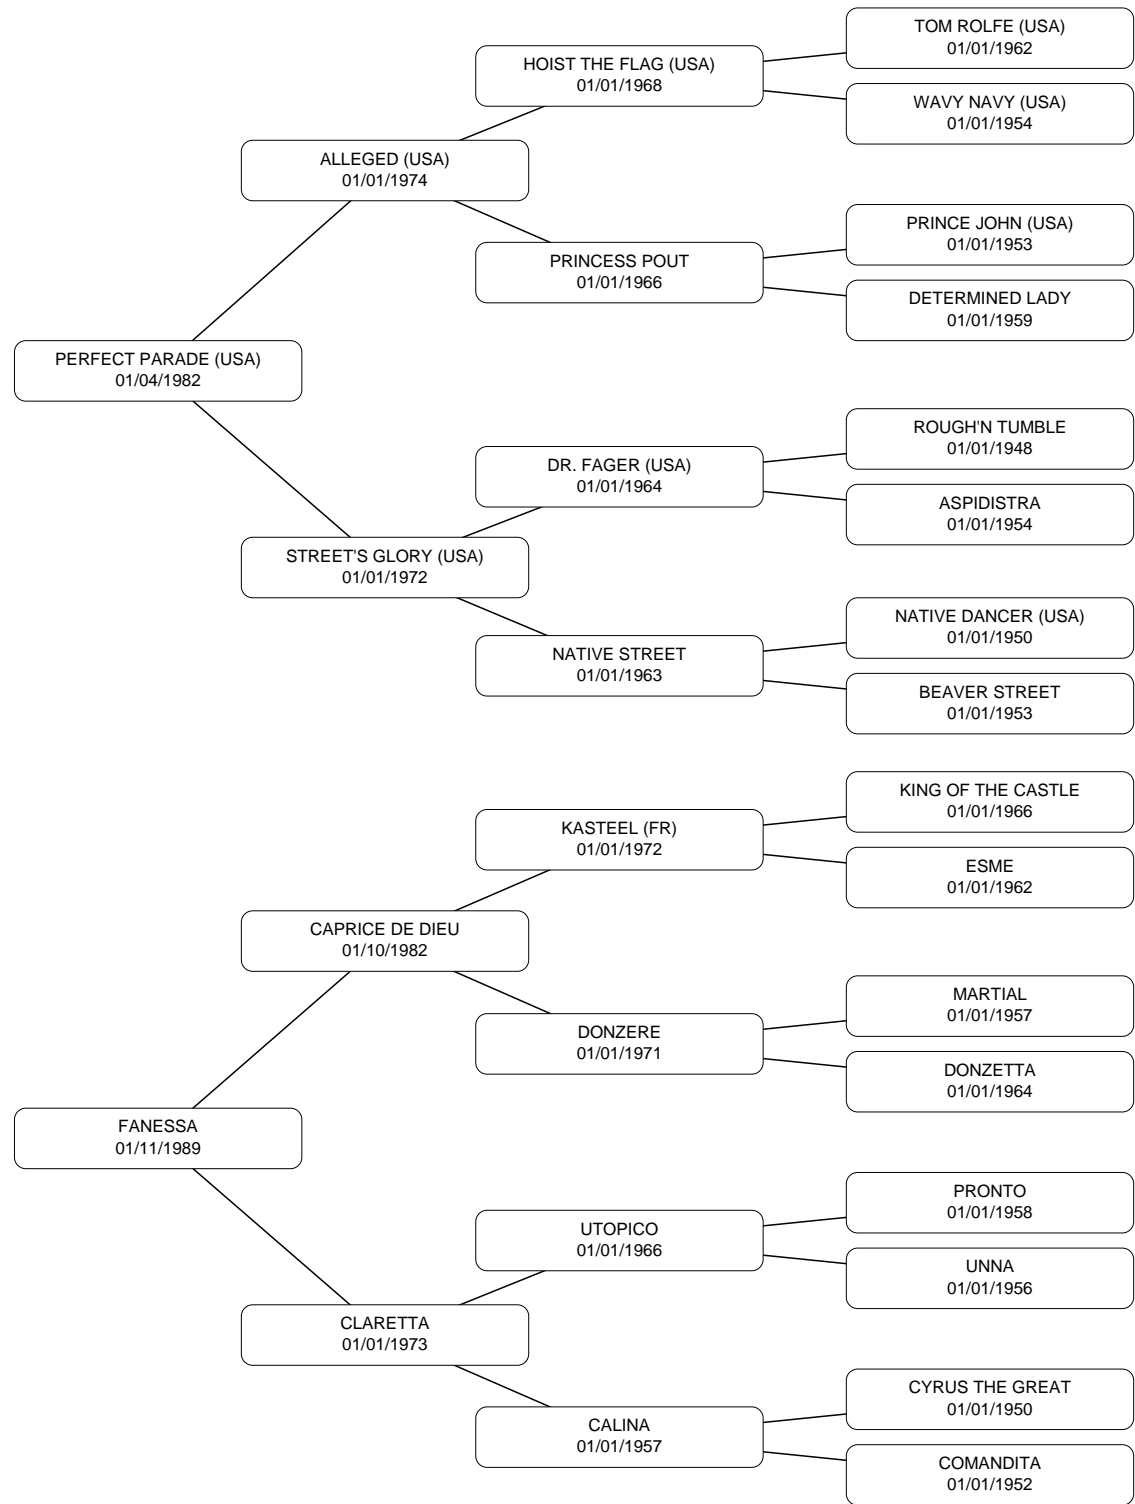 TOM ROLFE (USA)
01/01/1962
HOIST THE FLAG (USA)
01/01/1968
WAVY NAVY (USA)
01/01/1954
ALLEGED (USA)
01/01/1974
PRINCE JOHN (USA)
01/01/1953
PRINCESS POUT
01/01/1966
DETERMINED LADY
01/01/1959
PERFECT PARADE (USA)
01/04/1982
ROUGH'N TUMBLE
01/01/1948
DR. FAGER (USA)
01/01/1964
ASPIDISTRA
01/01/1954
STREET'S GLORY (USA)
01/01/1972
NATIVE DANCER (USA)
01/01/1950
NATIVE STREET
01/01/1963
BEAVER STREET
01/01/1953
KING OF THE CASTLE
01/01/1966
KASTEEL (FR)
01/01/1972
ESME
01/01/1962
CAPRICE DE DIEU
01/10/1982
MARTIAL
01/01/1957
DONZERE
01/01/1971
DONZETTA
01/01/1964
FANESSA
01/11/1989
PRONTO
01/01/1958
UTOPICO
01/01/1966
UNNA
01/01/1956
CLARETTA
01/01/1973
CYRUS THE GREAT
01/01/1950
CALINA
01/01/1957
COMANDITA
01/01/1952